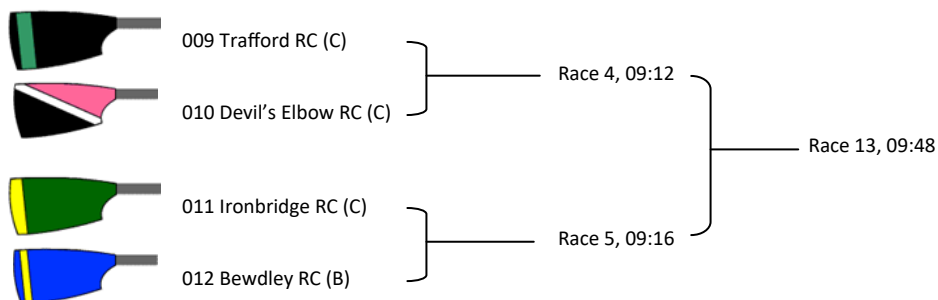 009 Trafford RC (C)
Race 4, 09:12
010 Devil’s Elbow RC (C)
Race 13, 09:48
011 Ironbridge RC (C)
Race 5, 09:16
012 Bewdley RC (B)